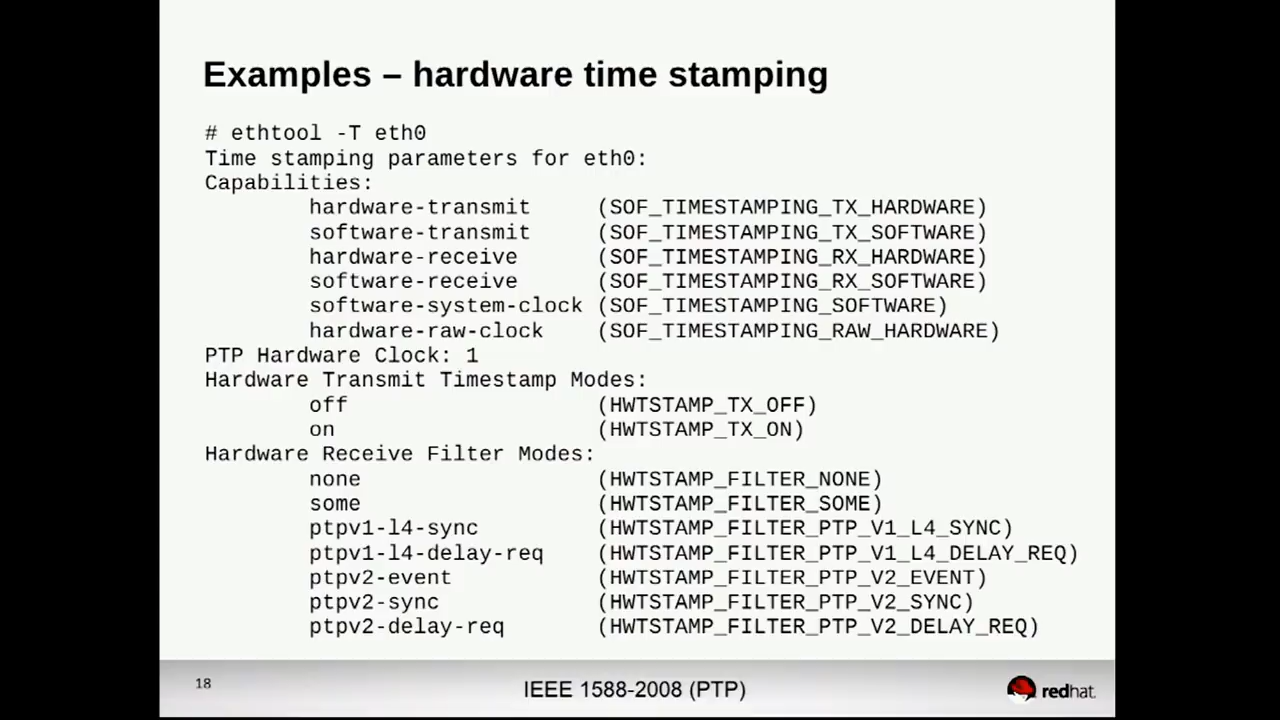 Examples – hardware time stamping
# ethtool -T eth0
Time stamping parameters for eth0:
Capabilities:
hardware-transmit (SOF_TIMESTAMPING_TX_HARDWARE)
software-transmit (SOF_TIMESTAMPING_TX_SOFTWARE)
hardware-receive (SOF_TIMESTAMPING_RX_HARDWARE)
software-receive (SOF_TIMESTAMPING_RX_SOFTWARE)
software-system-clock (SOF_TIMESTAMPING_SOFTWARE)
hardware-raw-clock (SOF_TIMESTAMPING_RAW_HARDWARE)
PTP Hardware Clock: 1
Hardware Transmit Timestamp Modes:
off (HWTSTAMP_TX_OFF)
on (HWTSTAMP_TX_ON)
Hardware Receive Filter Modes:
none (HWTSTAMP_FILTER_NONE)
some (HWTSTAMP_FILTER_SOME)
ptpv1-l4-sync (HWTSTAMP_FILTER_PTP_V1_L4_SYNC)
ptpv1-l4-delay-req (HWTSTAMP_FILTER_PTP_V1_L4_DELAY_REQ)
ptpv2-event (HWTSTAMP_FILTER_PTP_V2_EVENT)
ptpv2-sync (HWTSTAMP_FILTER_PTP_V2_SYNC)
ptpv2-delay-req (HWTSTAMP_FILTER_PTP_V2_DELAY_REQ)
18
IEEE 1588-2008 (PTP)
redhat.